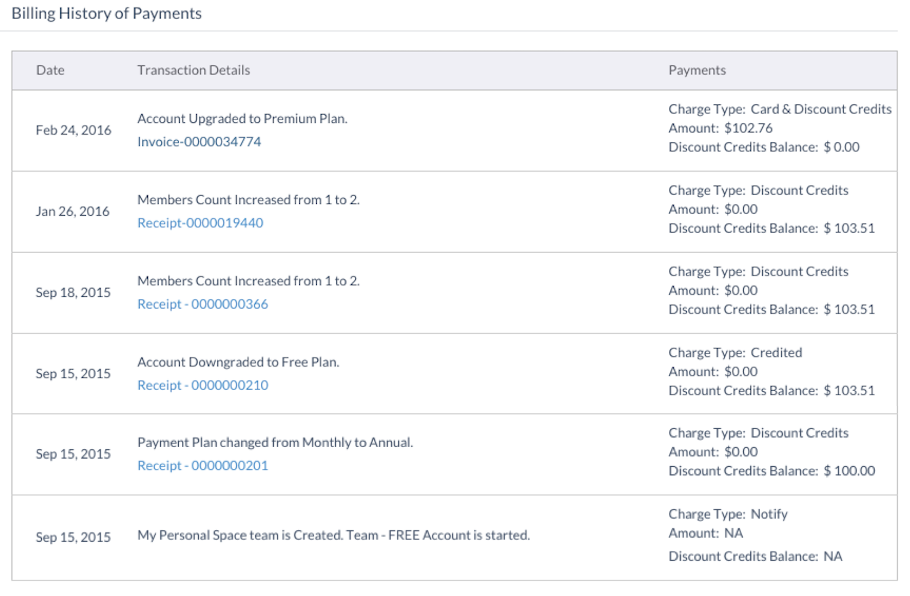 Billing History of Payments
Date Transaction Details Payments
Feb 24, 2016
Account Upgraded to Premium Plan.
Invoice-0000034774
Charge Type: Card & Discount Credits
Amount: $102.76
Discount Credits Balance: $ 0.00
Jan 26, 2016
Members Count Increased from 1 to 2.
Receipt-0000019440
Charge Type: Discount Credits
Amount: $0.00
Discount Credits Balance: $ 103.51
Sep 18, 2015
Members Count Increased from 1 to 2.
Receipt - 0000000366
Charge Type: Discount Credits
Amount: $0.00
Discount Credits Balance: $ 103.51
Sep 15, 2015
Account Downgraded to Free Plan.
Receipt - 0000000210
Charge Type: Credited
Amount: $0.00
Discount Credits Balance: $ 103.51
Sep 15, 2015
Payment Plan changed from Monthly to Annual.
Receipt - 0000000201
Charge Type: Discount Credits
Amount: $0.00
Discount Credits Balance: $ 100.00
Sep 15, 2015
My Personal Space team is Created. Team - FREE Account is started.
Charge Type: Notify
Amount: NA
Discount Credits Balance: NA